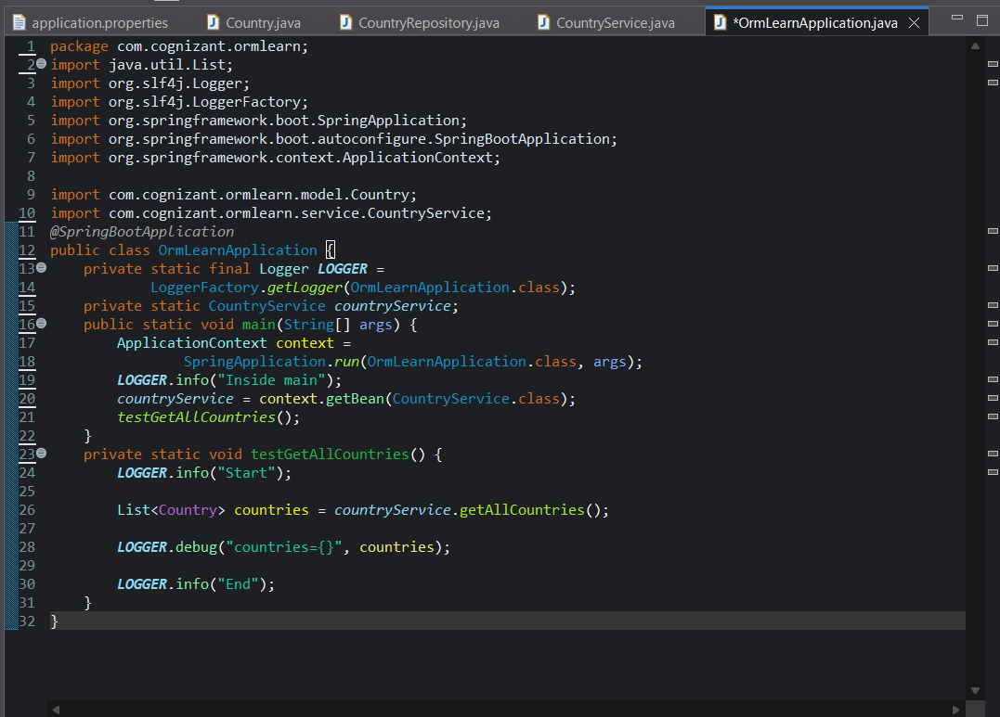 application.properties Country.java CountryRepository.java CountryService.java *OrmLearnApplication.java
1 package com.cognizant.ormlearn;
2 import java.util.List;
3 import org.slf4j.Logger;
4 import org.slf4j.LoggerFactory;
5 import org.springframework.boot.SpringApplication;
6 import org.springframework.boot.autoconfigure.SpringBootApplication;
7 import org.springframework.context.ApplicationContext;
8
9 import com.cognizant.ormlearn.model.Country;
10 import com.cognizant.ormlearn.service.CountryService;
11 @SpringBootApplication
12 public class OrmLearnApplication {
13     private static final Logger LOGGER =
14             LoggerFactory.getLogger(OrmLearnApplication.class);
15     private static CountryService countryService;
16     public static void main(String[] args) {
17         ApplicationContext context =
18                 SpringApplication.run(OrmLearnApplication.class, args);
19         LOGGER.info("Inside main");
20         countryService = context.getBean(CountryService.class);
21         testGetAllCountries();
22     }
23     private static void testGetAllCountries() {
24         LOGGER.info("Start");
25
26         List<Country> countries = countryService.getAllCountries();
27
28         LOGGER.debug("countries={}", countries);
29
30         LOGGER.info("End");
31     }
32 }